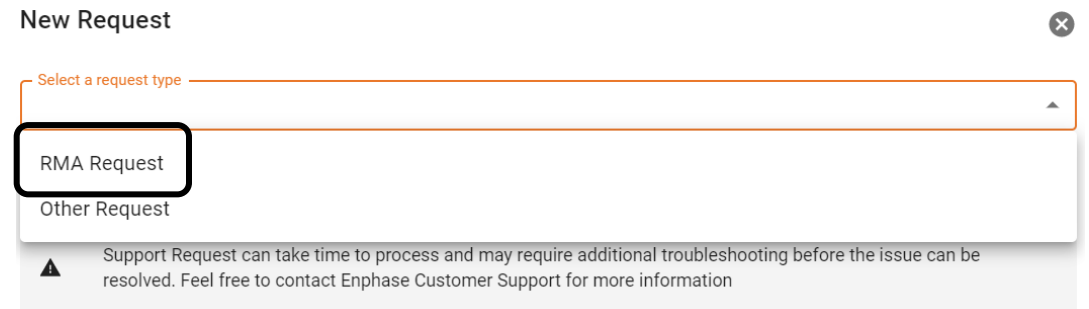 New Request
Select a request type
RMA Request
Other Request
Support Request can take time to process and may require additional troubleshooting before the issue can be
resolved. Feel free to contact Enphase Customer Support for more information